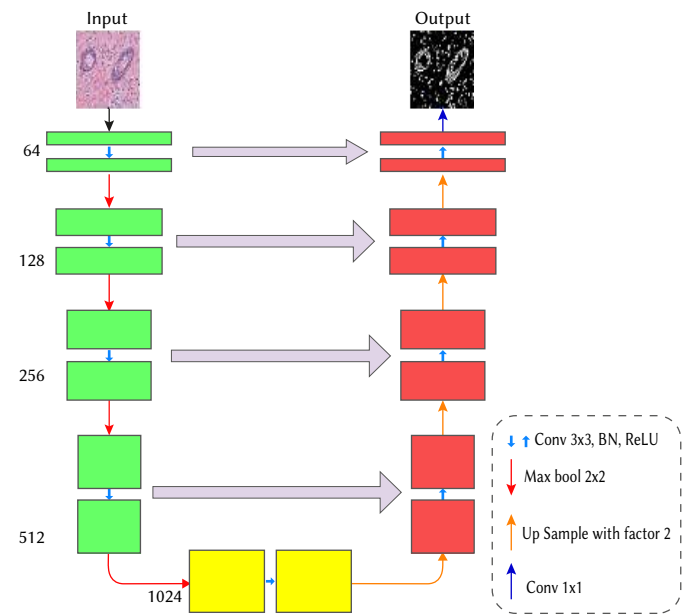 Input
Output
64
128
256
512
1024
Conv 3x3, BN, ReLU
Max bool 2x2
Up Sample with factor 2
Conv 1x1